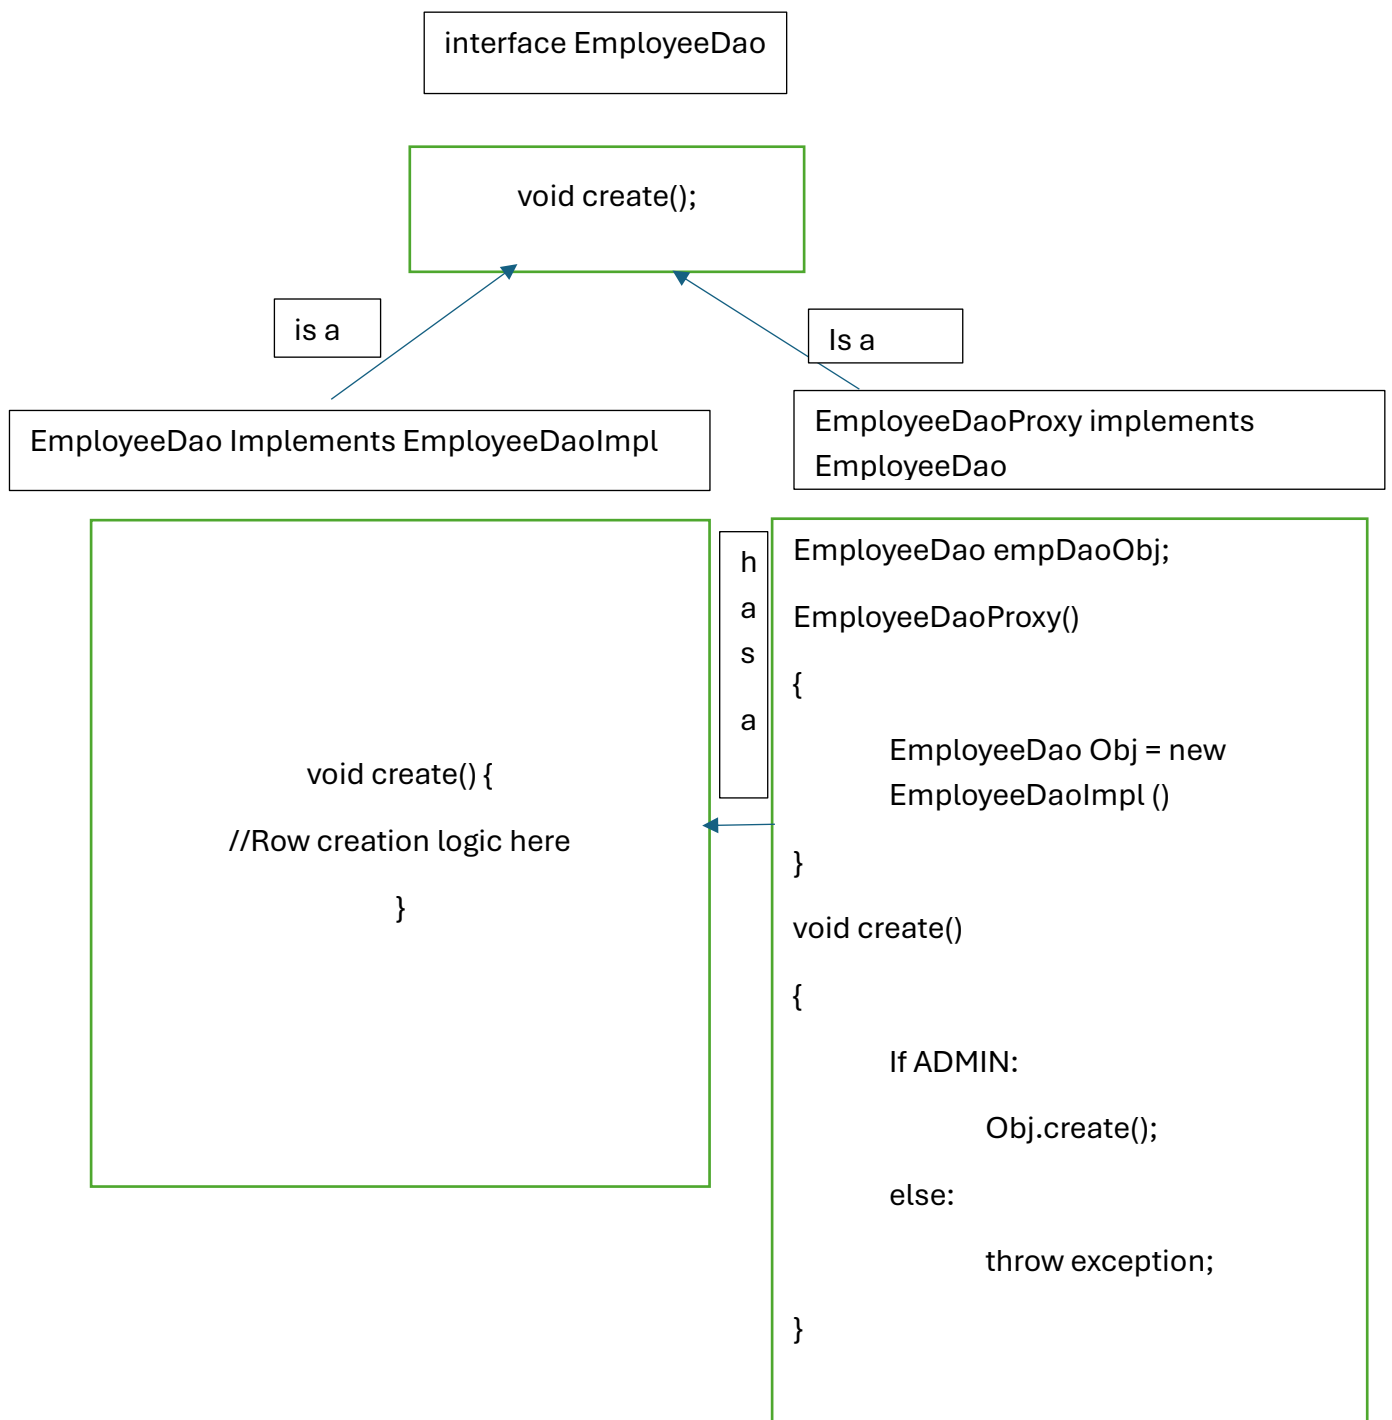 interface EmployeeDao
void create();
is a
Is a
EmployeeDao Implements EmployeeDaoImpl
EmployeeDaoProxy implements
EmployeeDao
void create() {
//Row creation logic here
}
h
a
s
a
EmployeeDao empDaoObj;
EmployeeDaoProxy()
{
EmployeeDao Obj = new
EmployeeDaoImpl ()
}
void create()
{
If ADMIN:
Obj.create();
else:
throw exception;
}